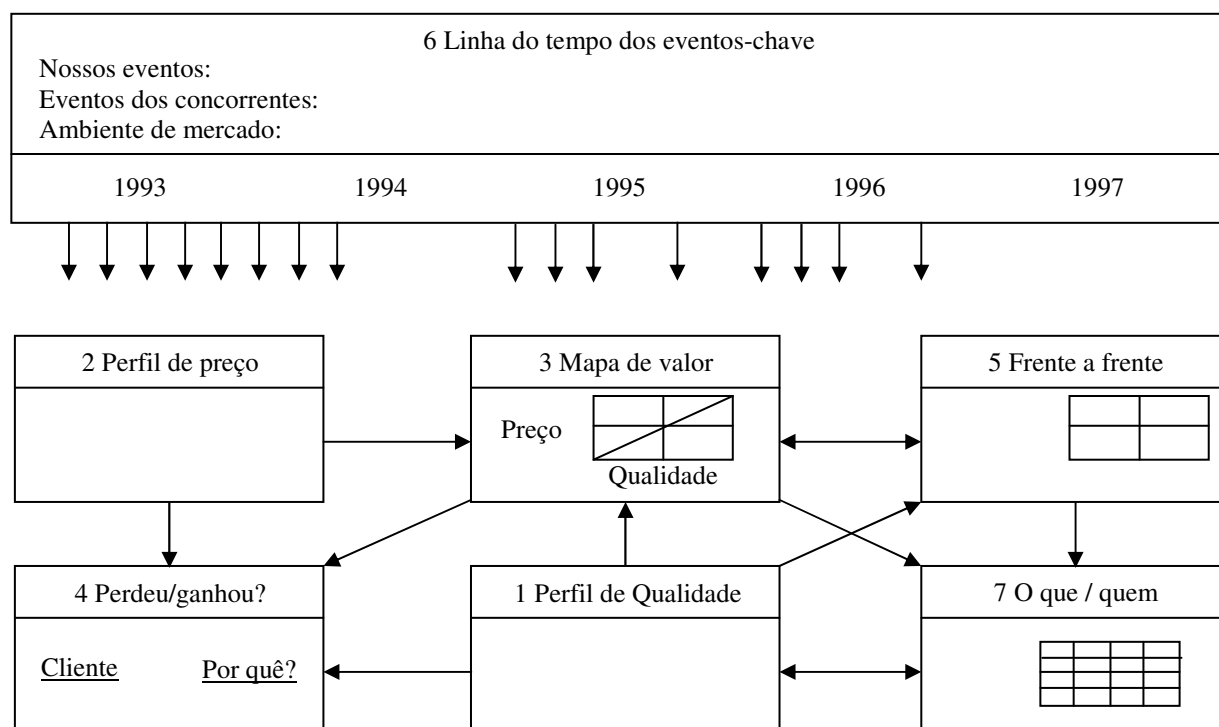 6 Linha do tempo dos eventos-chave
Nossos eventos:
Eventos dos concorrentes:
Ambiente de mercado:
1993 1994 1995 1996 1997
2 Perfil de preço
3 Mapa de valor
5 Frente a frente
Preço
Qualidade
4 Perdeu/ganhou?
1 Perfil de Qualidade
7 O que / quem
Cliente Por quê?